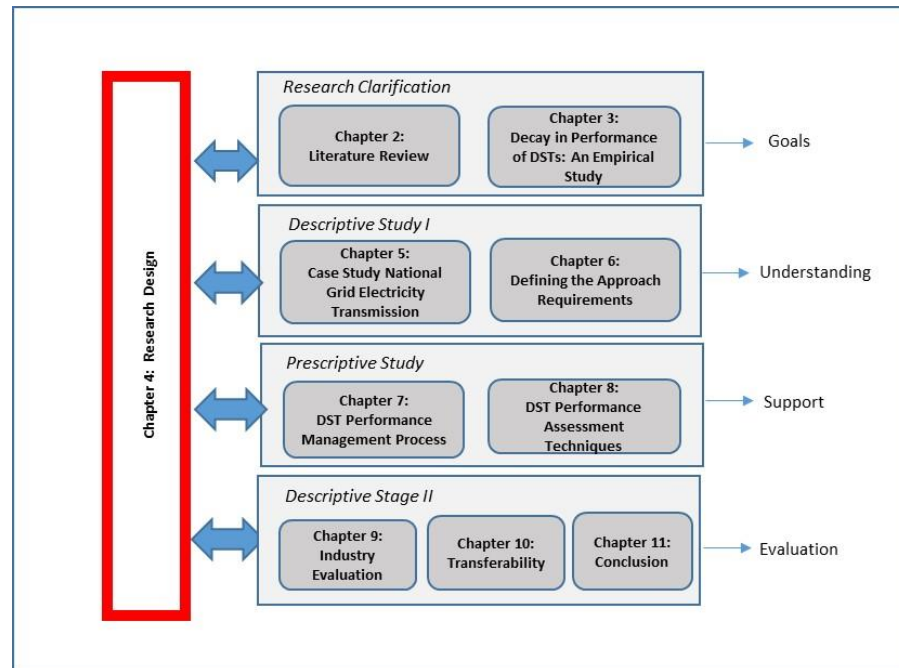 Chapter 4: Research Design
Research Clarification
Chapter 2:
Literature Review
Chapter 3:
Decay in Performance
of DSTs: An Empirical
Study
Goals
Descriptive Study I
Chapter 5:
Case Study National
Grid Electricity
Transmission
Chapter 6:
Defining the Approach
Requirements
Understanding
Prescriptive Study
Chapter 7:
DST Performance
Management Process
Chapter 8:
DST Performance
Assessment
Techniques
Support
Descriptive Stage II
Chapter 9:
Industry
Evaluation
Chapter 10:
Transferability
Chapter 11:
Conclusion
Evaluation